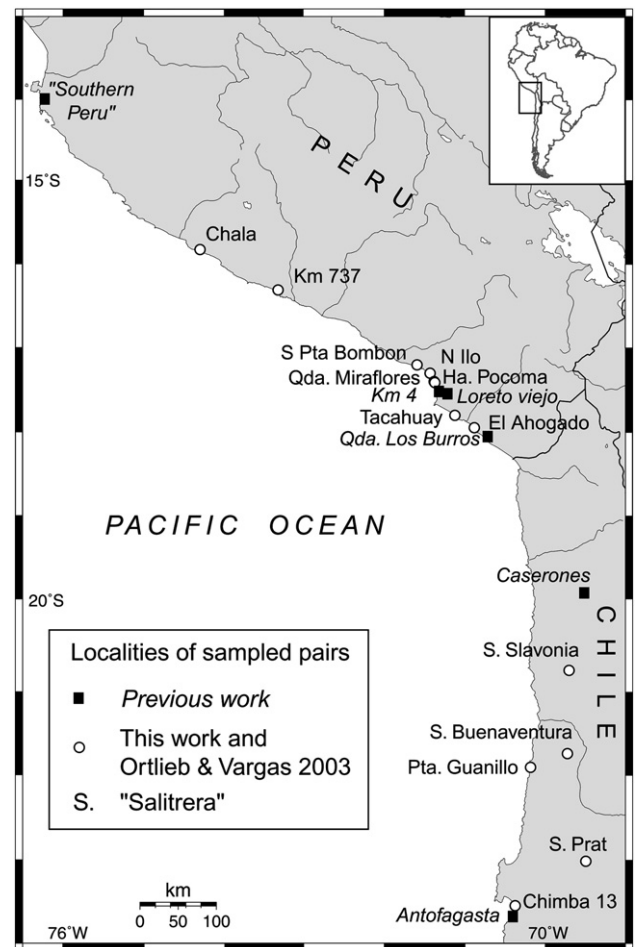 "Southern
Peru"
PERU
15°S
Chala
Km 737
S Pta Bombon
N Ilo
Qda. Miraflores
Ha. Pocoma
Km 4
Loreto viejo
Tacahuay
El Ahogado
Qda. Los Burros
PACIFIC OCEAN
Caserones
20°S
CHILE
S. Slavonia
Localities of sampled pairs
Previous work
This work and
Ortlieb & Vargas 2003
S. "Salitrera"
S. Buenaventura
Pta. Guanillo
S. Prat
km
0 50 100
Chimba 13
Antofagasta
76°W
70°W